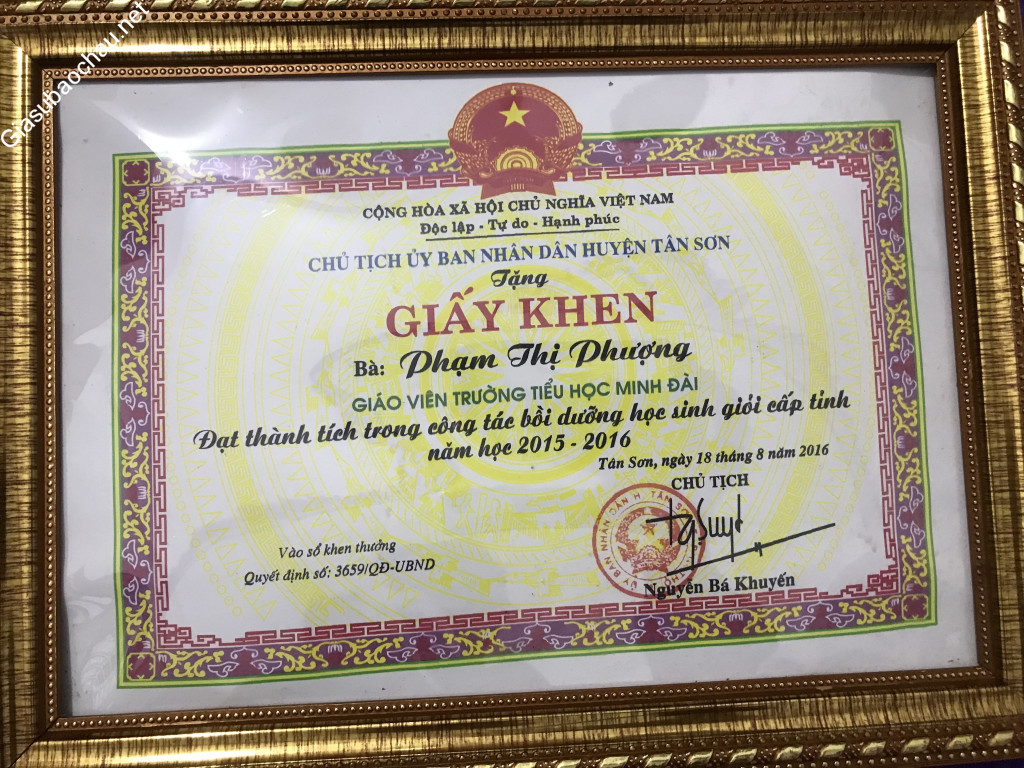 Giasubaochau.net
CỘNG HÒA XÃ HỘI CHỦ NGHĨA VIỆT NAM
Độc lập - Tự do - Hạnh phúc
CHỦ TỊCH ỦY BAN NHÂN DÂN HUYỆN TÂN SƠN
Tặng
GIẤY KHEN
Bà: Phạm Thị Phượng
GIÁO VIÊN TRƯỜNG TIỂU HỌC MINH ĐÀI
Đạt thành tích trong công tác bồi dưỡng học sinh giỏi cấp tỉnh
năm học 2015 - 2016
Tân Sơn, ngày 18 tháng 8 năm 2016
CHỦ TỊCH
Nguyễn Bá Khuyến
Vào sổ khen thưởng
Quyết định số: 3659/QĐ-UBND